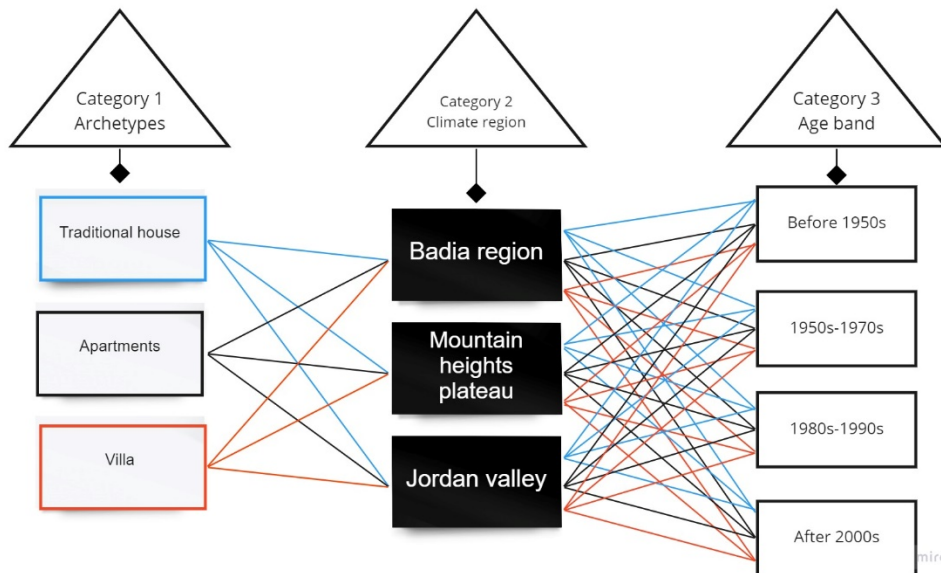 Category 1
Archetypes
Category 2
Climate region
Category 3
Age band
Traditional house
Apartments
Villa
Badia region
Mountain
heights
plateau
Jordan valley
Before 1950s
1950s-1970s
1980s-1990s
After 2000s